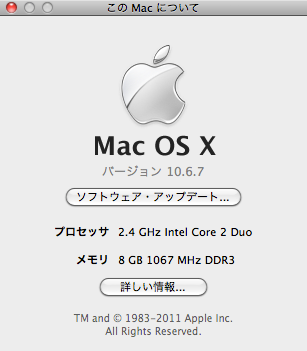 この Mac について
Mac OS X
バージョン 10.6.7
ソフトウェア・アップデート...
プロセッサ 2.4 GHz Intel Core 2 Duo
メモリ 8 GB 1067 MHz DDR3
詳しい情報...
TM and © 1983-2011 Apple Inc.
All Rights Reserved.